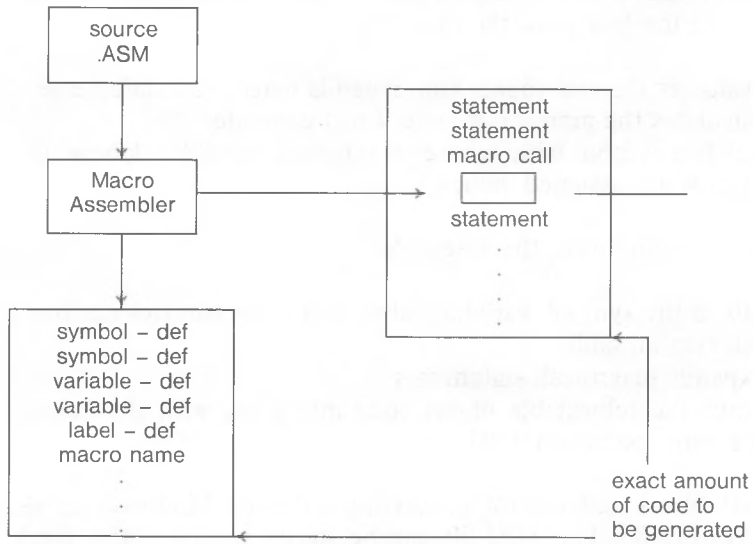 source
.ASM
Macro
Assembler
statement
statement
macro call
statement
.
.
.
.
symbol – def
symbol – def
variable – def
variable – def
label – def
macro name
.
.
.
exact amount
of code to
be generated